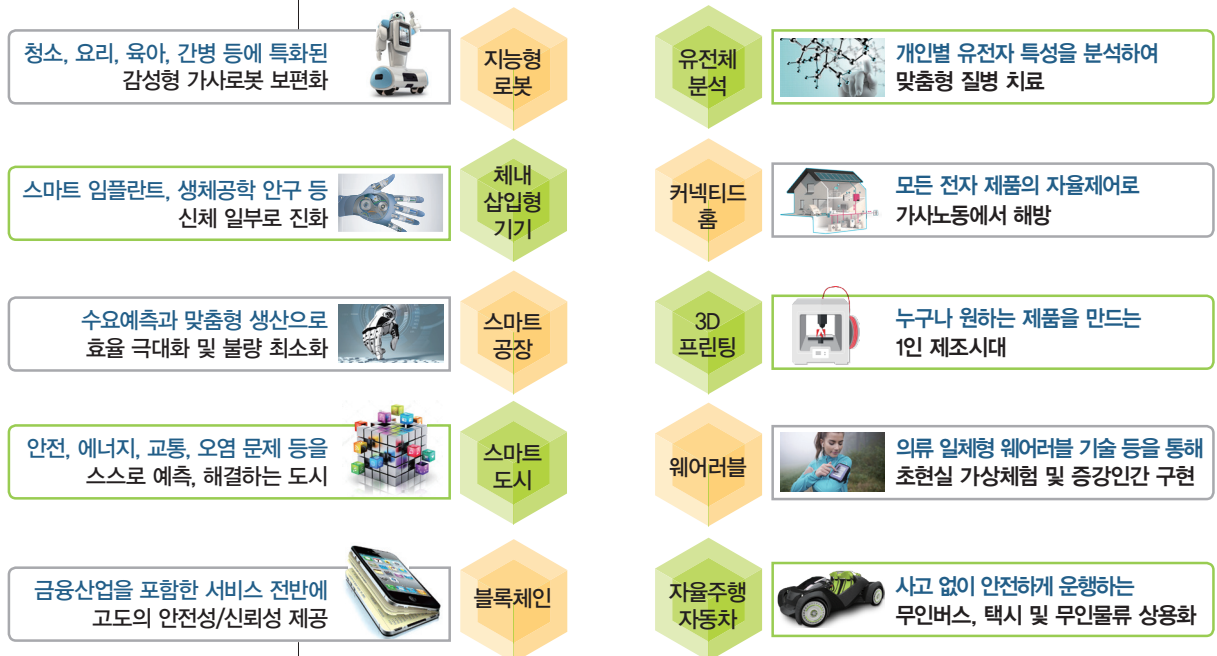 청소, 요리, 육아, 간병 등에 특화된
감성형 가사로봇 보편화
지능형
로봇
유전체
분석
개인별 유전자 특성을 분석하여
맞춤형 질병 치료
스마트 임플란트, 생체공학 안구 등
신체 일부로 진화
체내
삽입형
기기
커넥티드
홈
모든 전자 제품의 자율제어로
가사노동에서 해방
수요예측과 맞춤형 생산으로
효율 극대화 및 불량 최소화
스마트
공장
3D
프린팅
누구나 원하는 제품을 만드는
1인 제조시대
안전, 에너지, 교통, 오염 문제 등을
스스로 예측, 해결하는 도시
스마트
도시
웨어러블
의류 일체형 웨어러블 기술 등을 통해
초현실 가상체험 및 증강인간 구현
금융산업을 포함한 서비스 전반에
고도의 안전성/신뢰성 제공
블록체인
자율주행
자동차
사고 없이 안전하게 운행하는
무인버스, 택시 및 무인물류 상용화